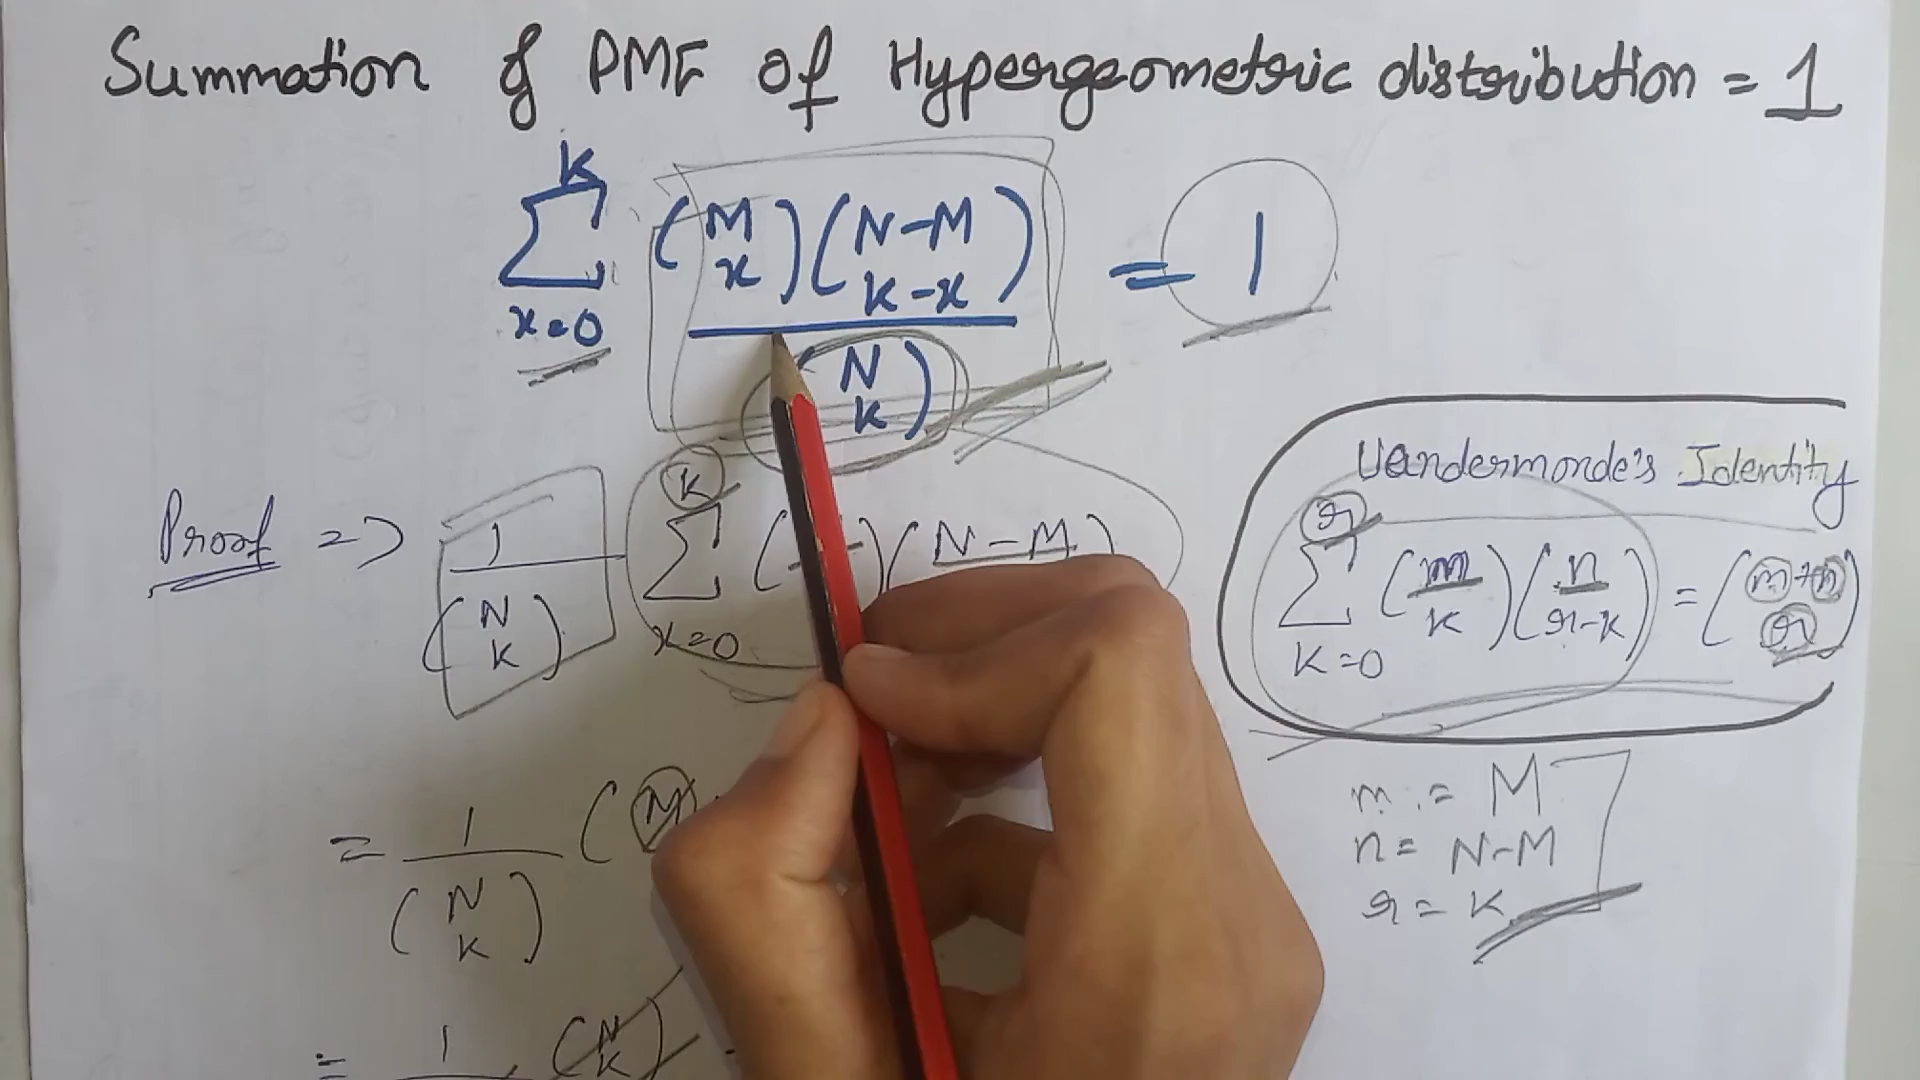 Summation of PMF of Hypergeometric distribution = 1
k
∑ (M x)(N-M k-x) / (N k) = 1
x=0
Vandermonde's Identity
r
∑ (m k)(n r-k) = (m+n r)
k=0
Proof => 1/(N k) k ∑ x=0 ( )(N-M
m = M
n = N-M
r = k
= 1/(N k) (M
= 1 (N k)